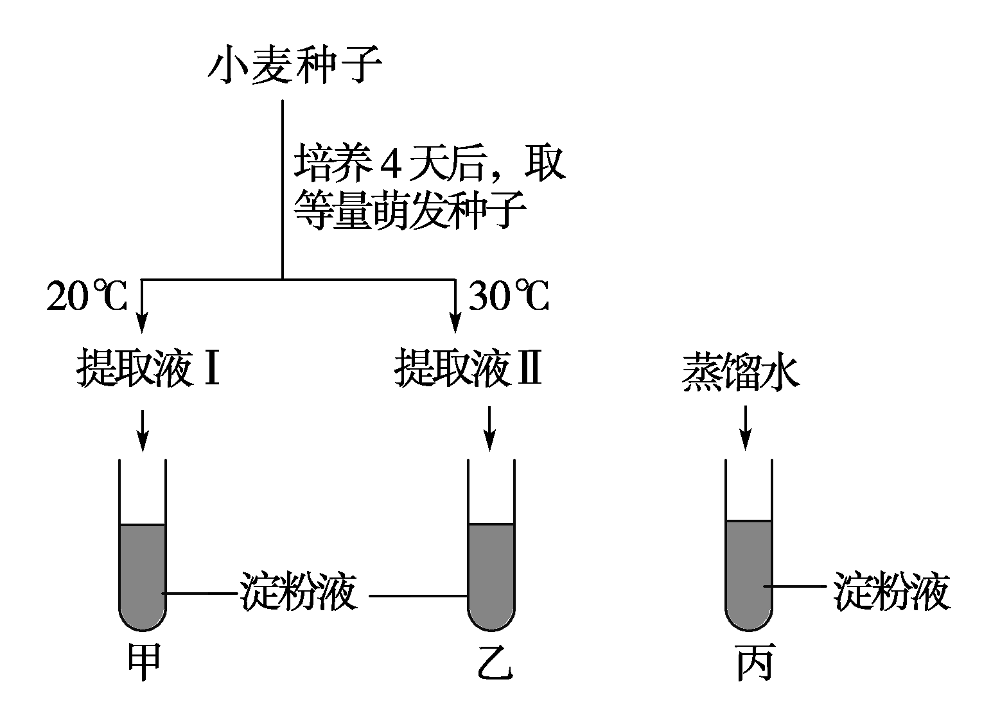 小麦种子
培养4天后，取
等量萌发种子
20℃
30℃
提取液Ⅰ
提取液Ⅱ
蒸馏水
淀粉液
淀粉液
甲
乙
丙